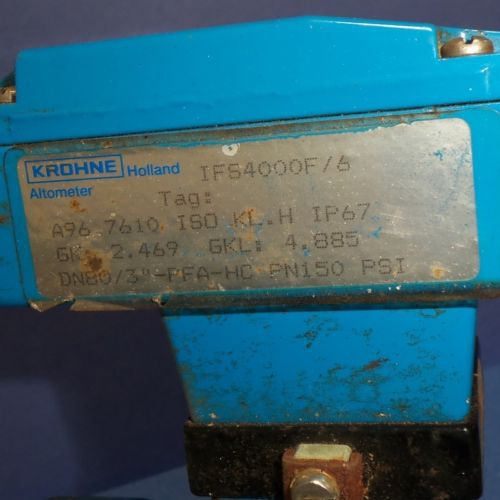 KROHNE Holland IFS4000F/6
Altometer Tag:
A96 7610 ISO KL.H IP67
GK: 2.469 GKL: 4.885
DN80/3"-PFA-HC PN150 PSI